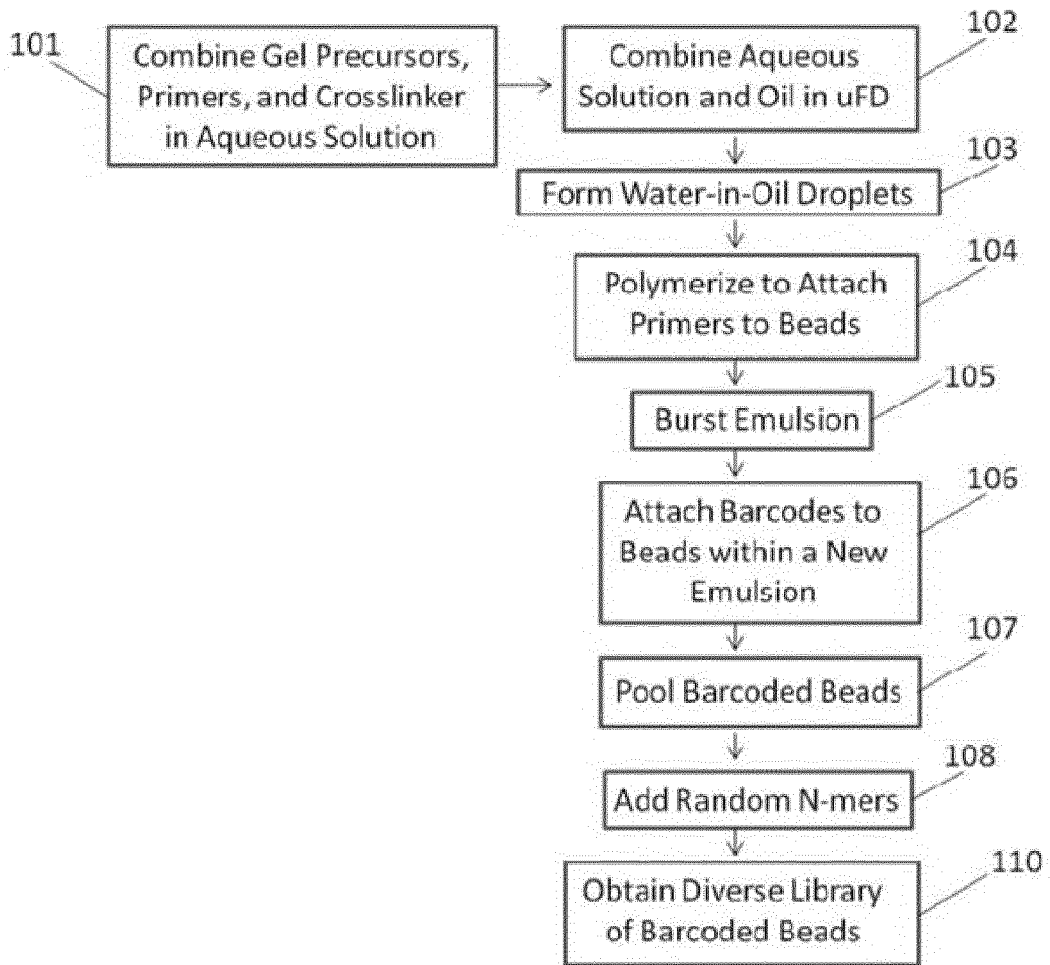 101
Combine Gel Precursors,
Primers, and Crosslinker
in Aqueous Solution
102
Combine Aqueous
Solution and Oil in uFD
103
Form Water-in-Oil Droplets
104
Polymerize to Attach
Primers to Beads
105
Burst Emulsion
106
Attach Barcodes to
Beads within a New
Emulsion
107
Pool Barcoded Beads
108
Add Random N-mers
110
Obtain Diverse Library
of Barcoded Beads